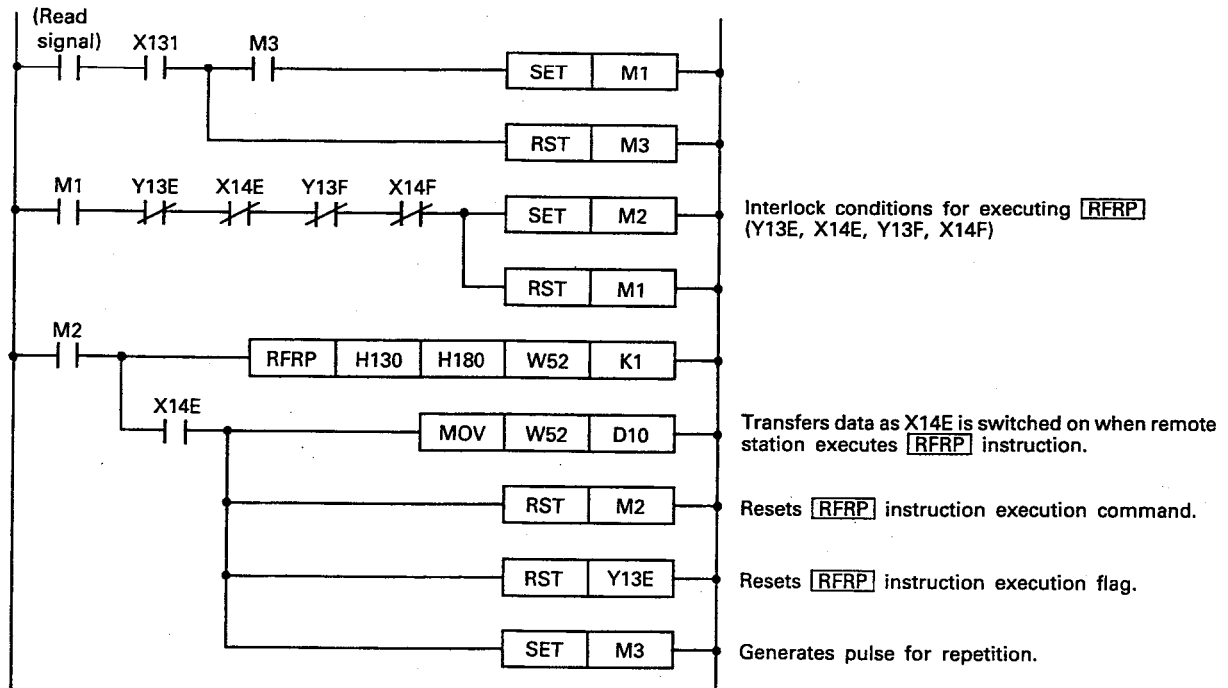 (Read
signal) X131 M3
SET M1
RST M3
M1 Y13E X14E Y13F X14F
SET M2
Interlock conditions for executing RFRP
(Y13E, X14E, Y13F, X14F)
RST M1
M2
RFRP H130 H180 W52 K1
X14E
MOV W52 D10
Transfers data as X14E is switched on when remote
station executes RFRP instruction.
RST M2
Resets RFRP instruction execution command.
RST Y13E
Resets RFRP instruction execution flag.
SET M3
Generates pulse for repetition.